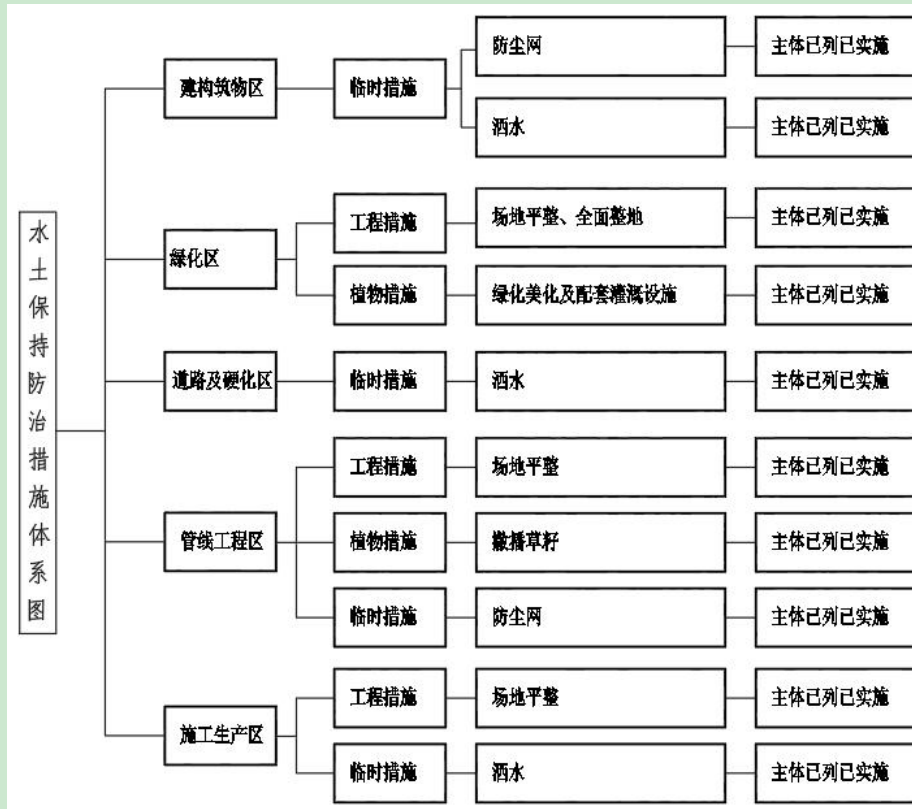 水土保持防治措施体系图
建构筑物区
临时措施
防尘网
主体已列已实施
洒水
主体已列已实施
绿化区
工程措施
场地平整、全面整地
主体已列已实施
植物措施
绿化美化及配套灌溉设施
主体已列已实施
道路及硬化区
临时措施
洒水
主体已列已实施
管线工程区
工程措施
场地平整
主体已列已实施
植物措施
撒播草籽
主体已列已实施
临时措施
防尘网
主体已列已实施
施工生产区
工程措施
场地平整
主体已列已实施
临时措施
洒水
主体已列已实施